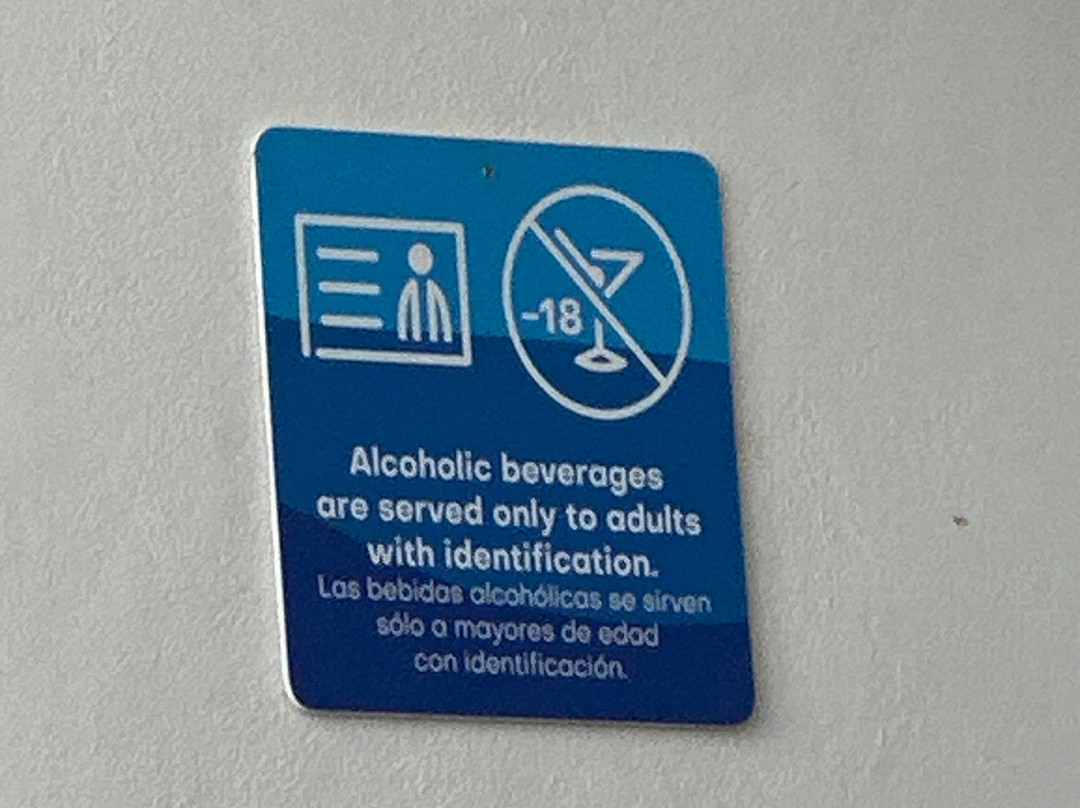 -18
Alcoholic beverages
are served only to adults
with identification.
Las bebidas alcohólicas se sirven
sólo a mayores de edad
con identificación.